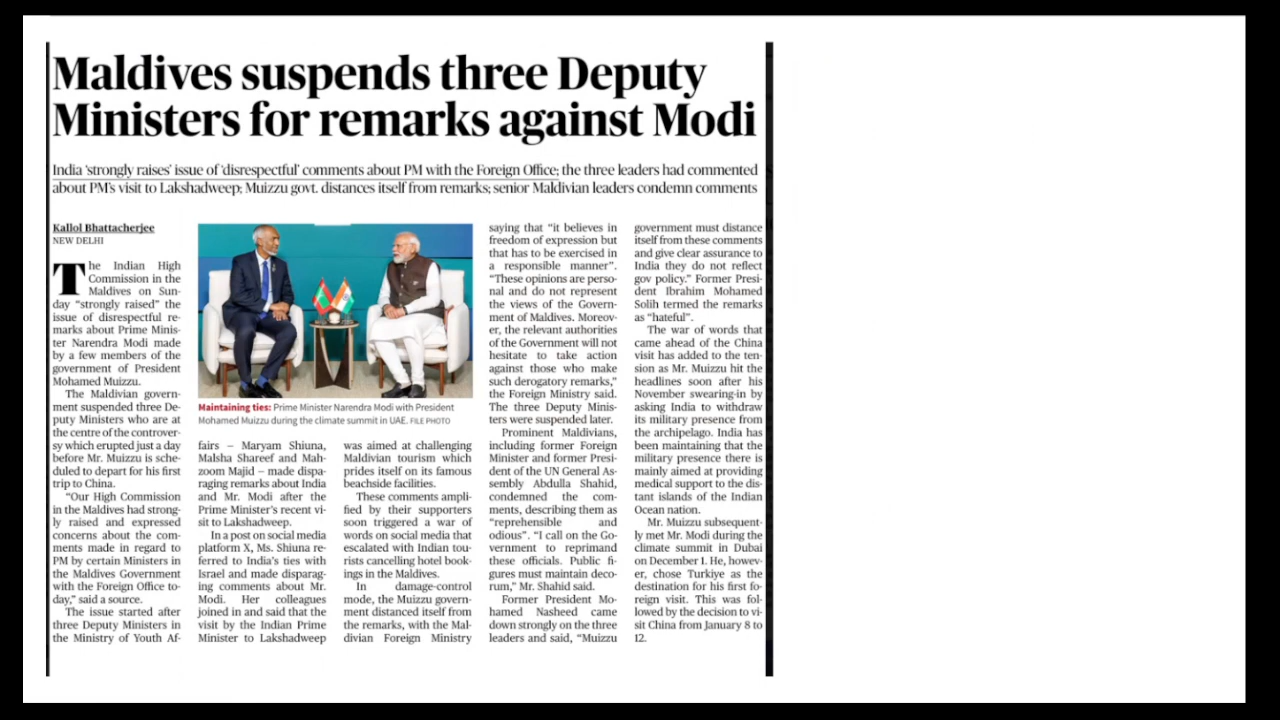 Maldives suspends three Deputy
Ministers for remarks against Modi
India 'strongly raises' issue of 'disrespectful' comments about PM with the Foreign Office; the three leaders had commented
about PM's visit to Lakshadweep; Muizzu govt. distances itself from remarks; senior Maldivian leaders condemn comments
Kallol Bhattacherjee
NEW DELHI
The Indian High
Commission in the
Maldives on Sun-
day "strongly raised" the
issue of disrespectful re-
marks about Prime Minis-
ter Narendra Modi made
by a few members of the
government of President
Mohamed Muizzu.
The Maldivian govern-
ment suspended three De-
puty Ministers who are at
the centre of the controver-
sy which erupted just a day
before Mr. Muizzu is sche-
duled to depart for his first
trip to China.
"Our High Commission
in the Maldives had strong-
ly raised and expressed
concerns about the com-
ments made in regard to
PM by certain Ministers in
the Maldives Government
with the Foreign Office to-
day," said a source.
The issue started after
three Deputy Ministers in
the Ministry of Youth Af-
Maintaining ties: Prime Minister Narendra Modi with President
Mohamed Muizzu during the climate summit in UAE. FILE PHOTO
fairs – Maryam Shiuna,
Malsha Shareef and Mah-
zoom Majid – made dispa-
raging remarks about India
and Mr. Modi after the
Prime Minister's recent vi-
sit to Lakshadweep.
In a post on social media
platform X, Ms. Shiuna re-
ferred to India's ties with
Israel and made disparag-
ing comments about Mr.
Modi. Her colleagues
joined in and said that the
visit by the Indian Prime
Minister to Lakshadweep
was aimed at challenging
Maldivian tourism which
prides itself on its famous
beachside facilities.
These comments ampli-
fied by their supporters
soon triggered a war of
words on social media that
escalated with Indian tou-
rists cancelling hotel book-
ings in the Maldives.
In damage-control
mode, the Muizzu govern-
ment distanced itself from
the remarks, with the Mal-
divian Foreign Ministry
saying that "it believes in
freedom of expression but
that has to be exercised in
a responsible manner".
"These opinions are perso-
nal and do not represent
the views of the Govern-
ment of Maldives. Moreov-
er, the relevant authorities
of the Government will not
hesitate to take action
against those who make
such derogatory remarks,"
the Foreign Ministry said.
The three Deputy Minis-
ters were suspended later.
Prominent Maldivians,
including former Foreign
Minister and former Presi-
dent of the UN General As-
sembly Abdulla Shahid,
condemned the com-
ments, describing them as
"reprehensible and
odious". "I call on the Go-
vernment to reprimand
these officials. Public fi-
gures must maintain deco-
rum," Mr. Shahid said.
Former President Mo-
hamed Nasheed came
down strongly on the three
leaders and said, "Muizzu
government must distance
itself from these comments
and give clear assurance to
India they do not reflect
gov policy." Former Presi-
dent Ibrahim Mohamed
Solih termed the remarks
as "hateful".
The war of words that
came ahead of the China
visit has added to the ten-
sion as Mr. Muizzu hit the
headlines soon after his
November swearing-in by
asking India to withdraw
its military presence from
the archipelago. India has
been maintaining that the
military presence there is
mainly aimed at providing
medical support to the dis-
tant islands of the Indian
Ocean nation.
Mr. Muizzu subsequent-
ly met Mr. Modi during the
climate summit in Dubai
on December 1. He, howev-
er, chose Turkiye as the
destination for his first fo-
reign visit. This was fol-
lowed by the decision to vi-
sit China from January 8 to
12.